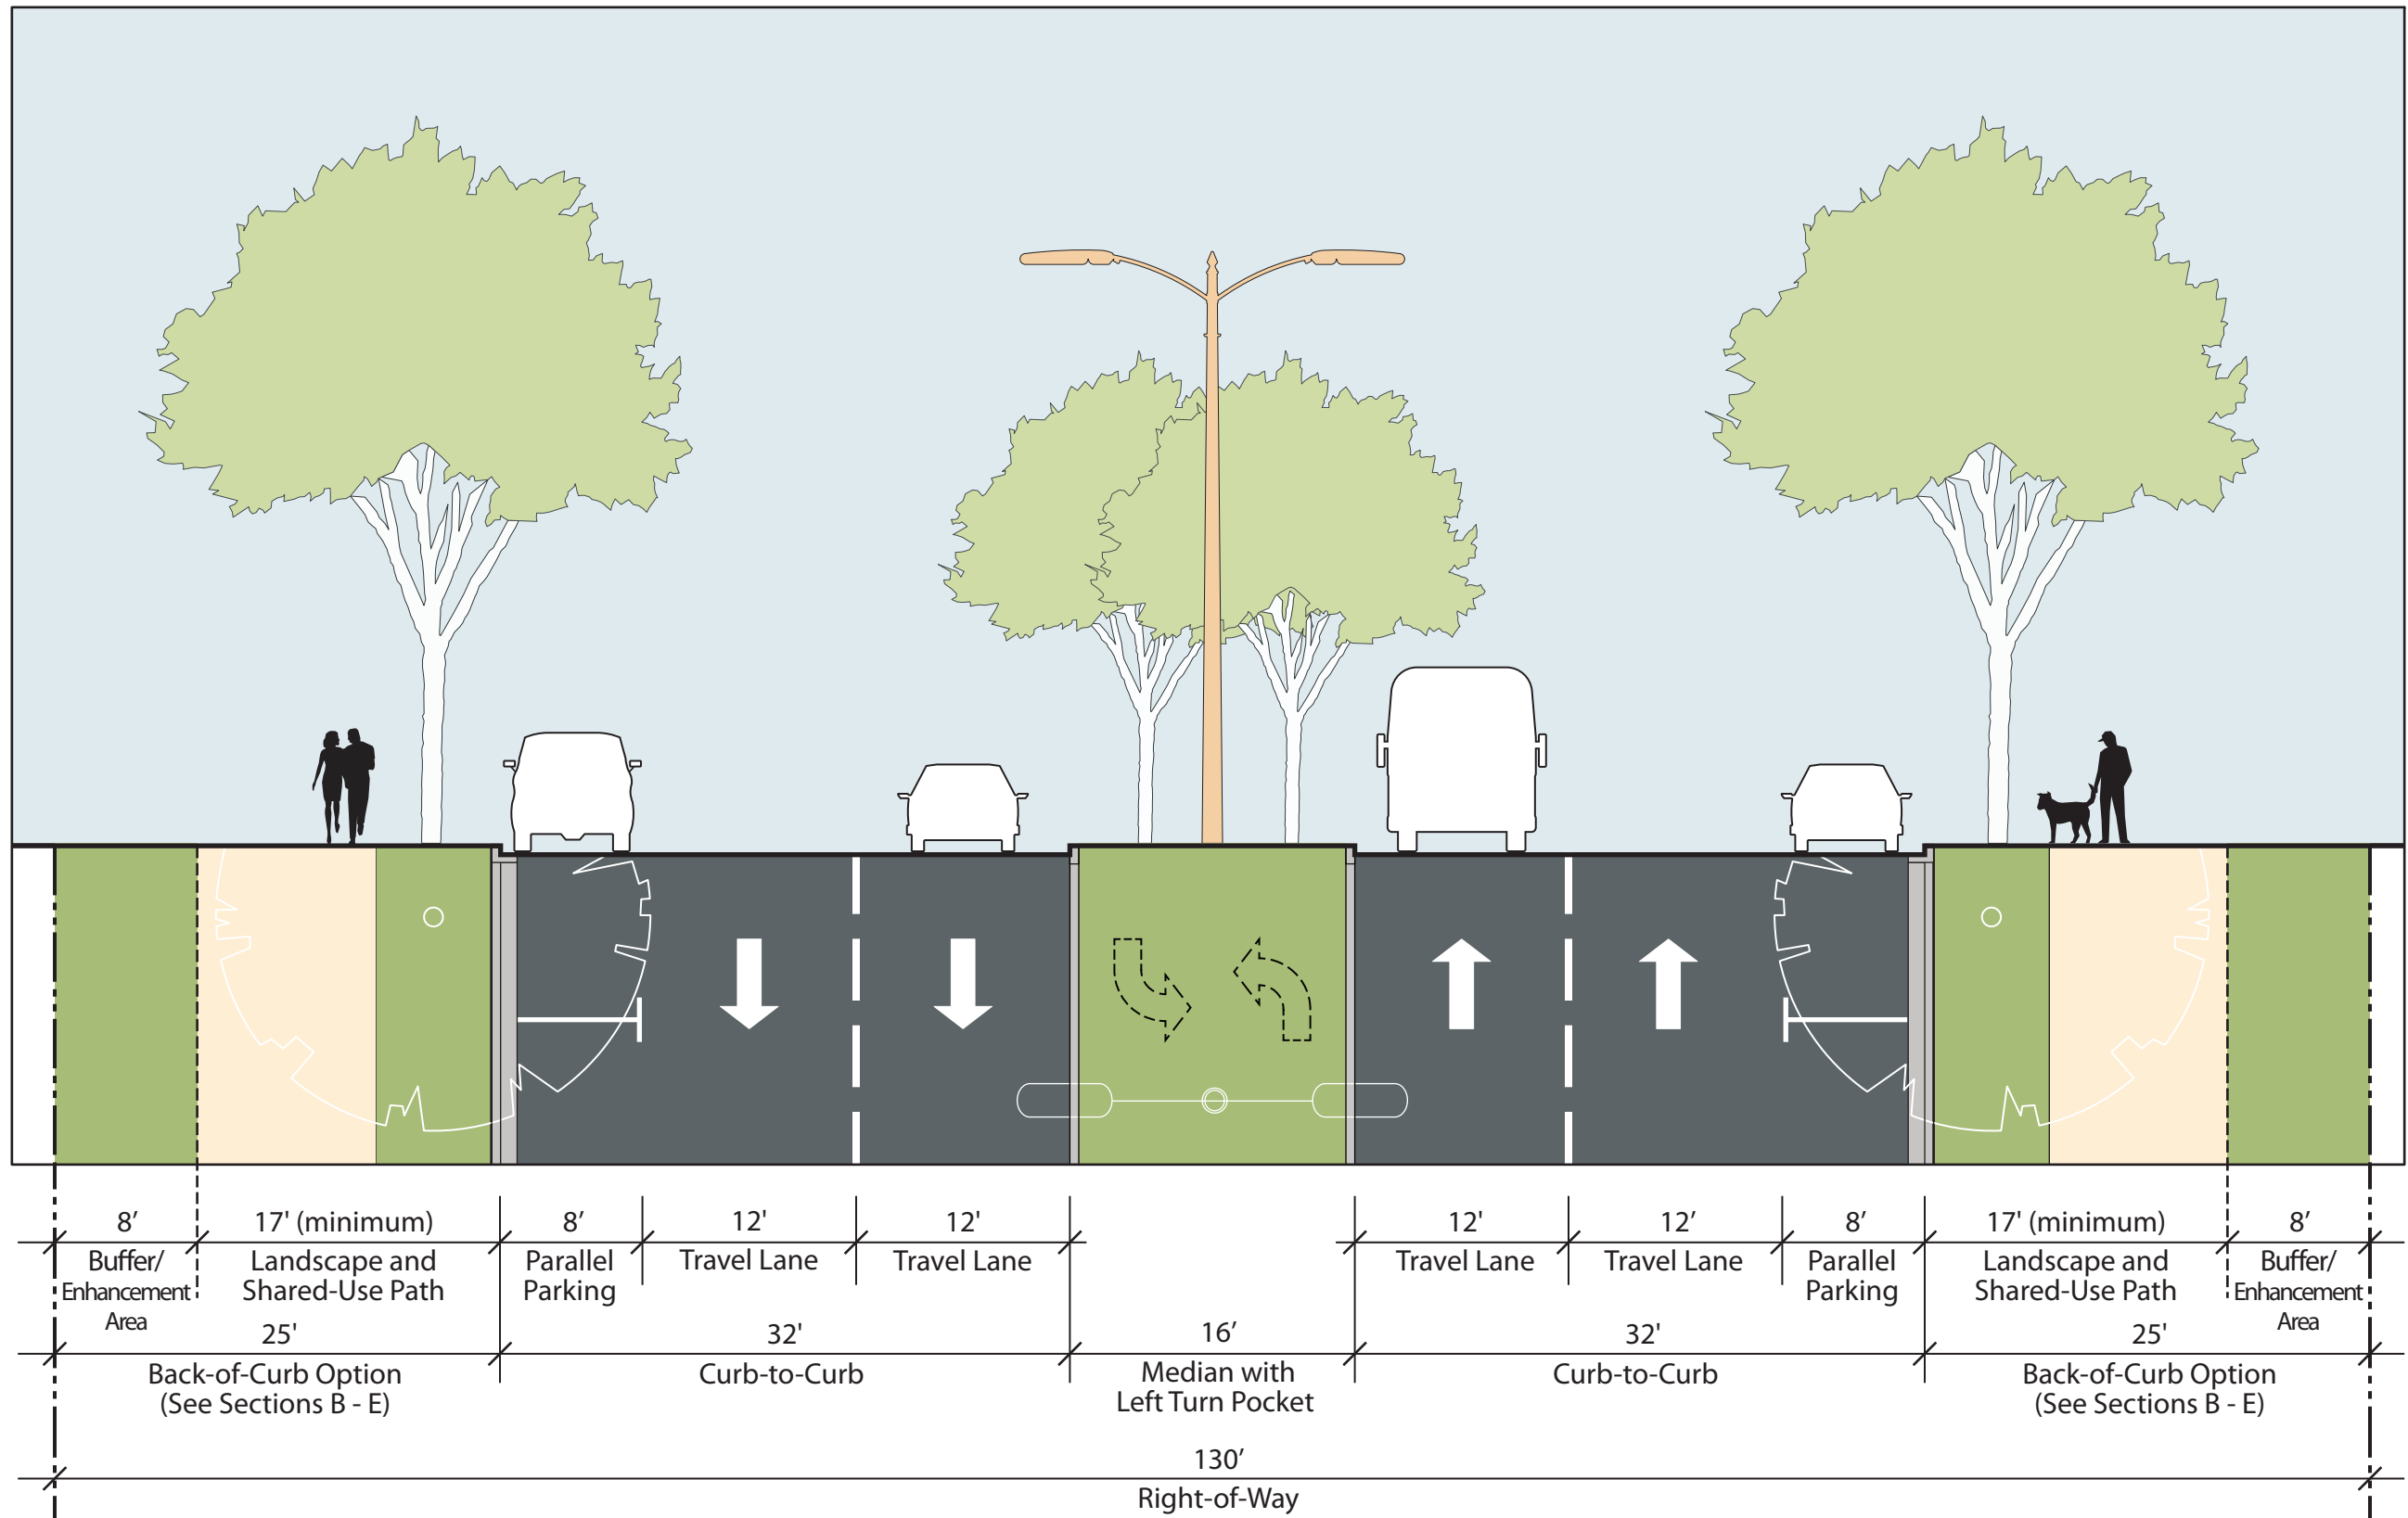 8’ 17' (minimum) 8’ 12' 12' 12' 12’ 8’ 17' (minimum) 8’
Buffer/ Landscape and Parallel Travel Lane Travel Lane Travel Lane Travel Lane Parallel Landscape and Buffer/
Enhancement Shared-Use Path Parking Parking Shared-Use Path Enhancement
Area Area
25' 32' 16’ 32' 25'
Back-of-Curb Option Curb-to-Curb Median with Curb-to-Curb Back-of-Curb Option
(See Sections B - E) Left Turn Pocket (See Sections B - E)
130’
Right-of-Way